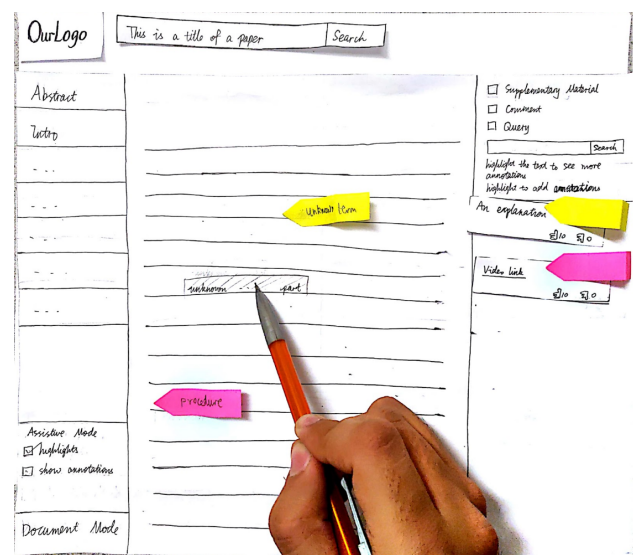 OurLogo
This is a title of a paper
Search
Abstract
Intro
- - -
- - -
- - -
- - -
- - -
Assistive Mode
highlights
show annotations
Document Mode
term
unknown - - - part
procedure
Supplementary Material
Comment
Query
Search
highlight the text to see more
annotations
highlight to add annotations
An explanation
10 0
Video link
10 0